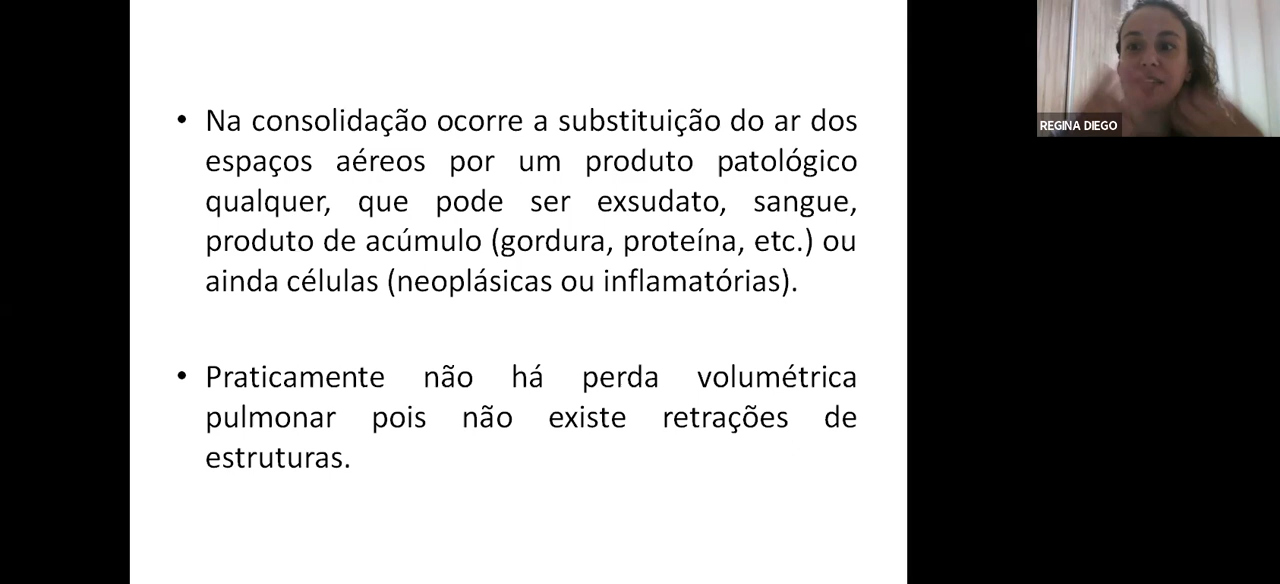 • Na consolidação ocorre a substituição do ar dos
espaços aéreos por um produto patológico
qualquer, que pode ser exsudato, sangue,
produto de acúmulo (gordura, proteína, etc.) ou
ainda células (neoplásicas ou inflamatórias).
• Praticamente não há perda volumétrica
pulmonar pois não existe retrações de
estruturas.
REGINA DIEGO